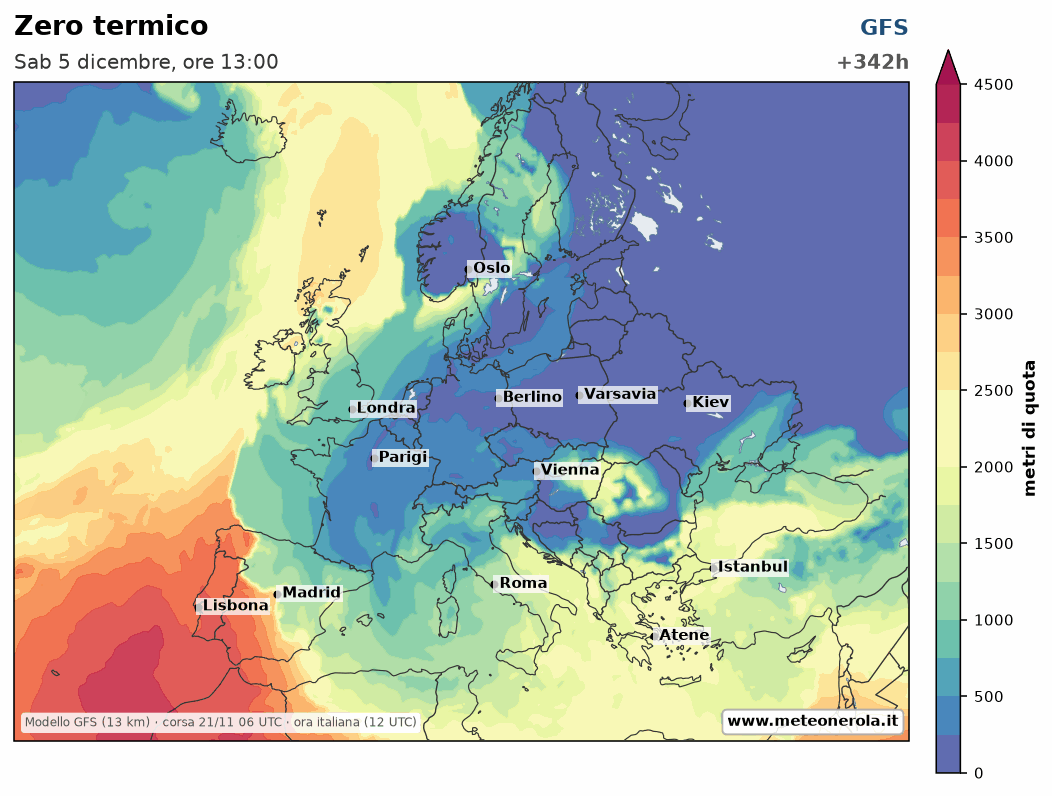 Zero termico
GFS
Sab 5 dicembre, ore 13:00
+342h
4500
4000
3500
3000
2500
2000
1500
1000
500
0
metri di quota
Oslo
Berlino
Varsavia
Kiev
Londra
Parigi
Vienna
Istanbul
Roma
Madrid
Lisbona
Atene
Modello GFS (13 km) · corsa 21/11 06 UTC · ora italiana (12 UTC)
www.meteonerola.it